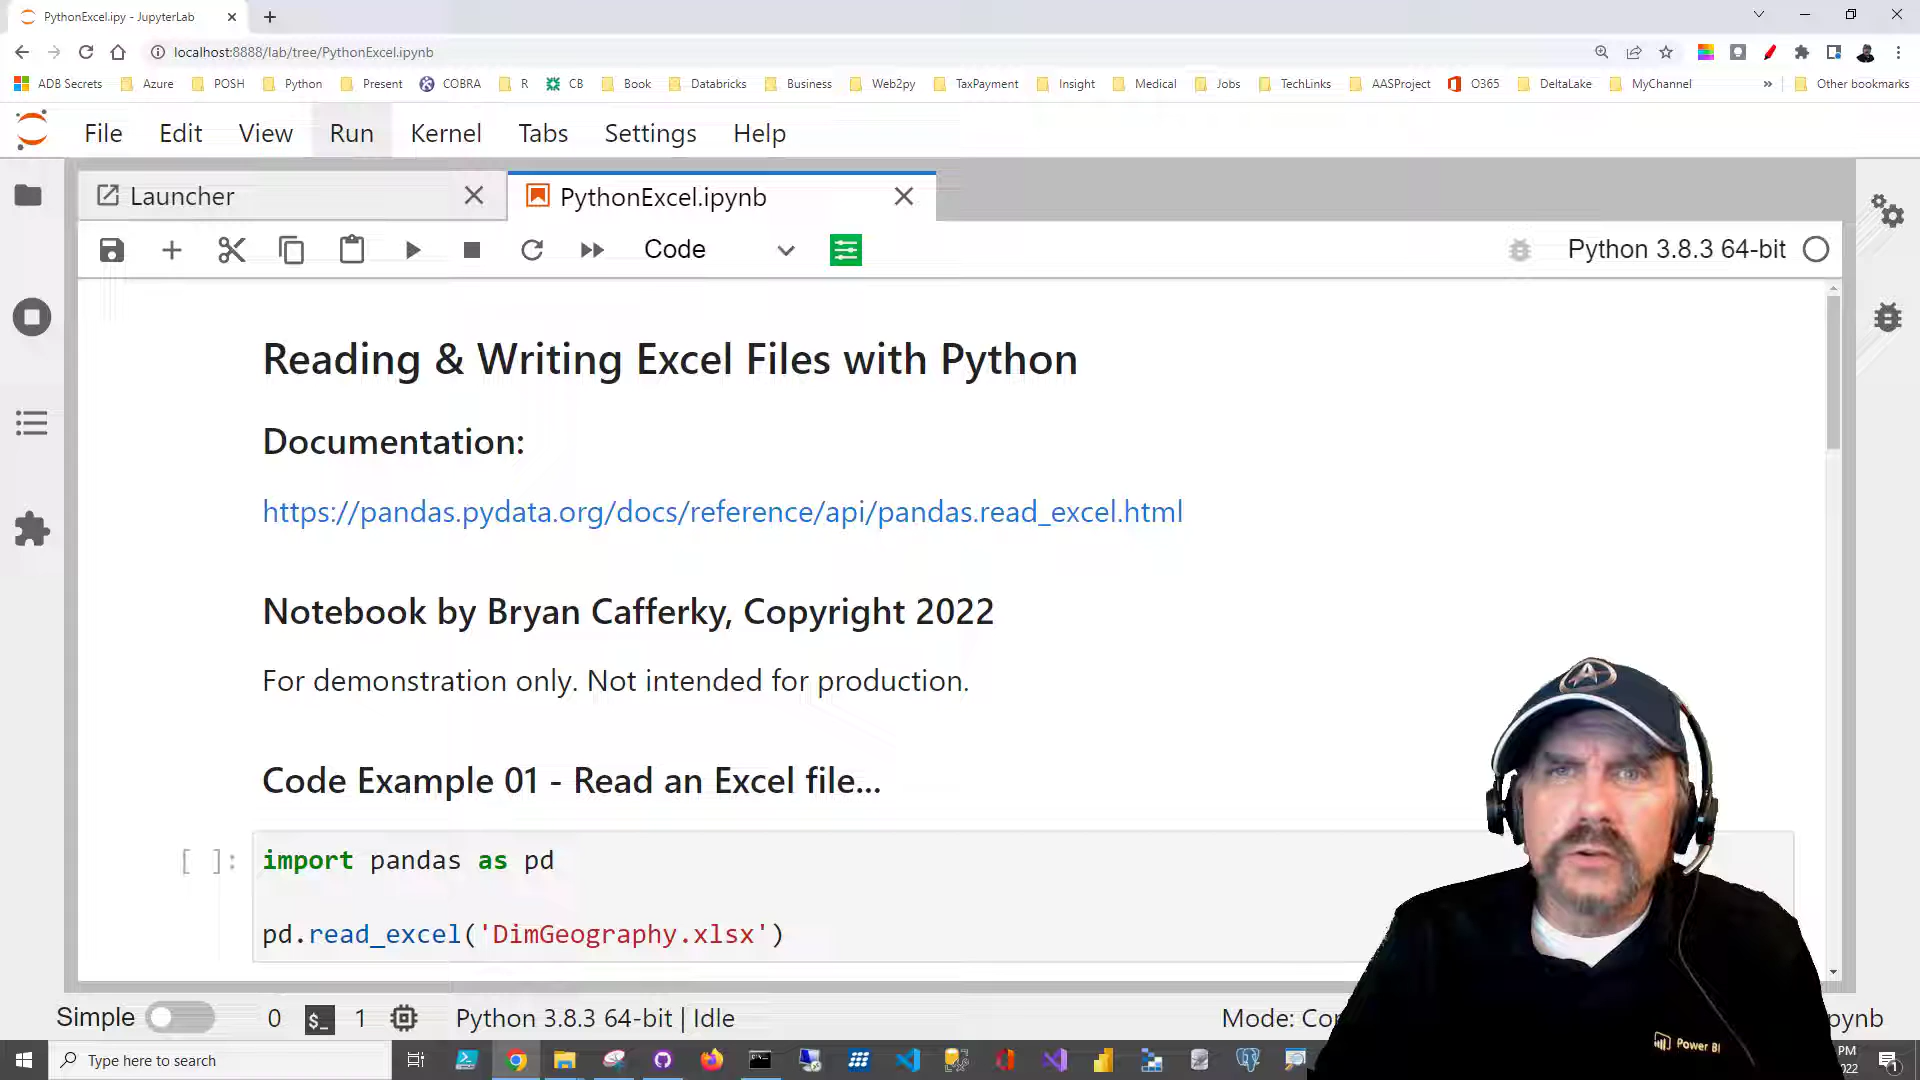 PythonExcel.ipy - JupyterLab
localhost:8888/lab/tree/PythonExcel.ipynb
ADB Secrets Azure POSH Python Present COBRA R CB Book Databricks Business Web2py TaxPayment Insight Medical Jobs TechLinks AASProject O365 DeltaLake MyChannel » Other bookmarks
File Edit View Run Kernel Tabs Settings Help
Launcher PythonExcel.ipynb
Code Python 3.8.3 64-bit
Reading & Writing Excel Files with Python
Documentation:
https://pandas.pydata.org/docs/reference/api/pandas.read_excel.html
Notebook by Bryan Cafferky, Copyright 2022
For demonstration only. Not intended for production.
Code Example 01 - Read an Excel file...
[ ]: import pandas as pd
pd.read_excel('DimGeography.xlsx')
Simple 0 $_ 1 Python 3.8.3 64-bit | Idle Mode: Co ipynb
Power BI
Type here to search PM
2022 1